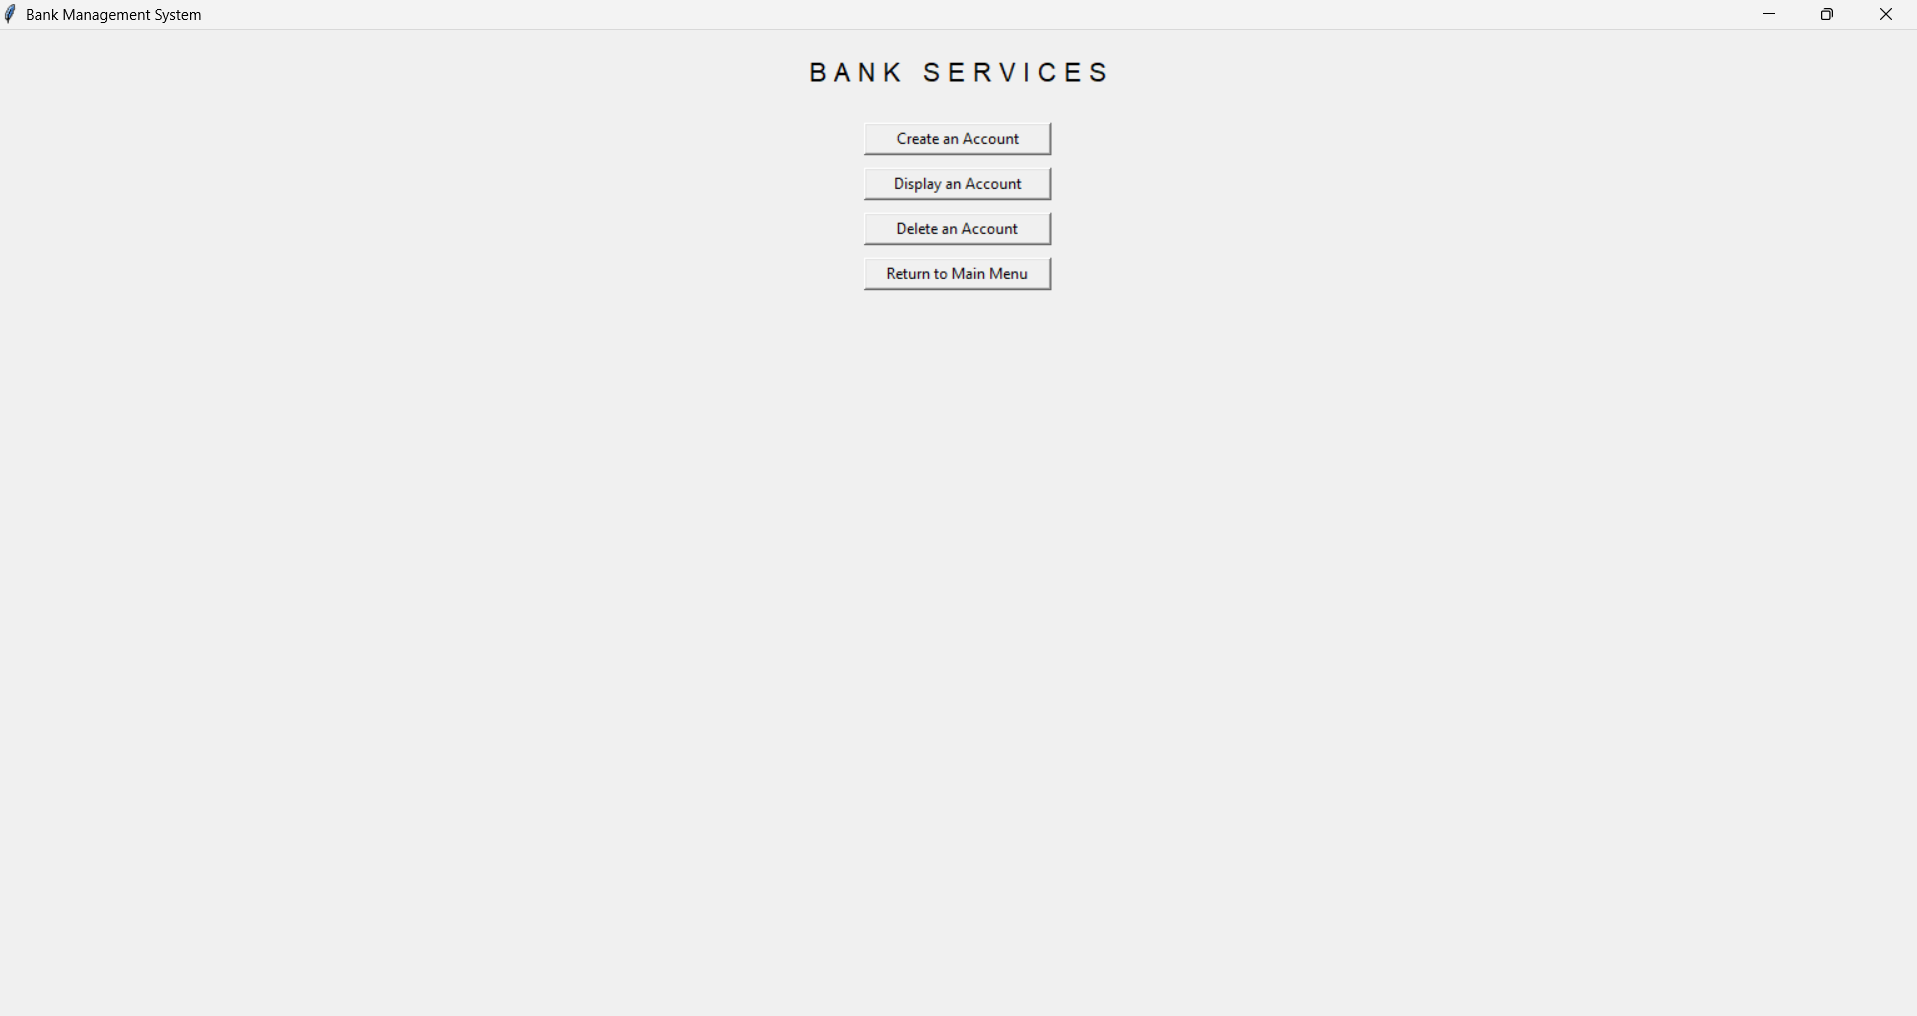 Bank Management System
BANK SERVICES
Create an Account
Display an Account
Delete an Account
Return to Main Menu